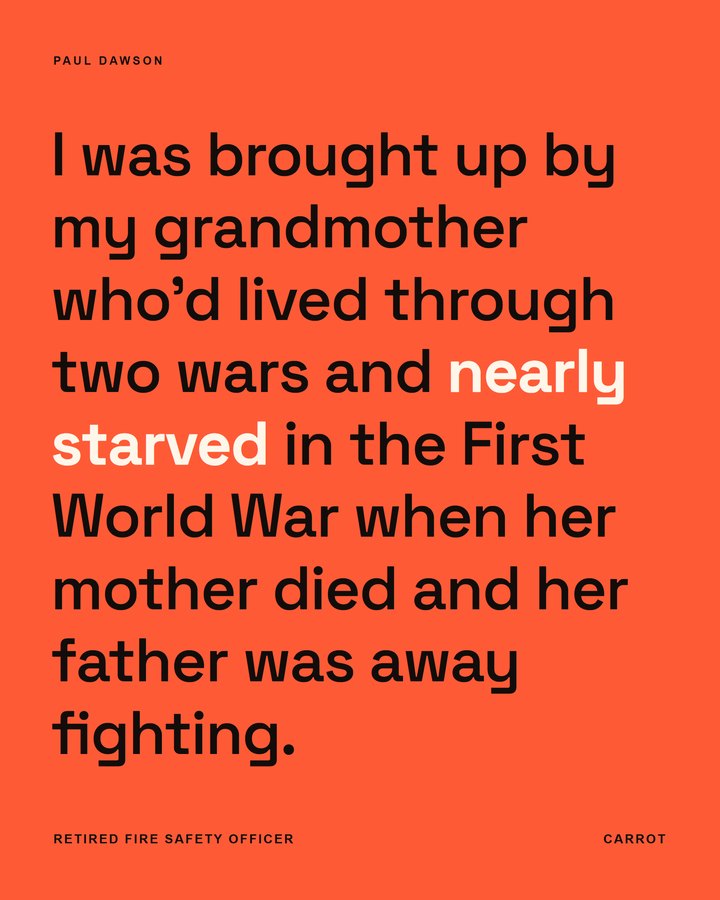 PAUL DAWSON
I was brought up by
my grandmother
who’d lived through
two wars and nearly
starved in the First
World War when her
mother died and her
father was away
fighting.
RETIRED FIRE SAFETY OFFICER
CARROT